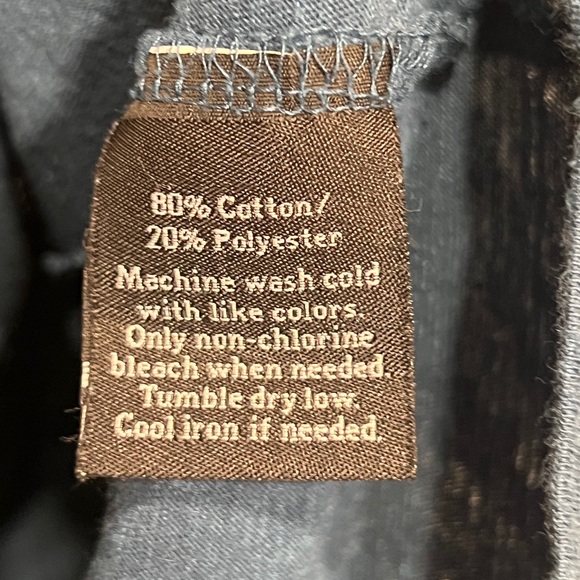 80% Cotton/
20% Polyester
Machine wash cold
with like colors.
Only non-chlorine
bleach when needed.
Tumble dry low.
Cool iron if needed.